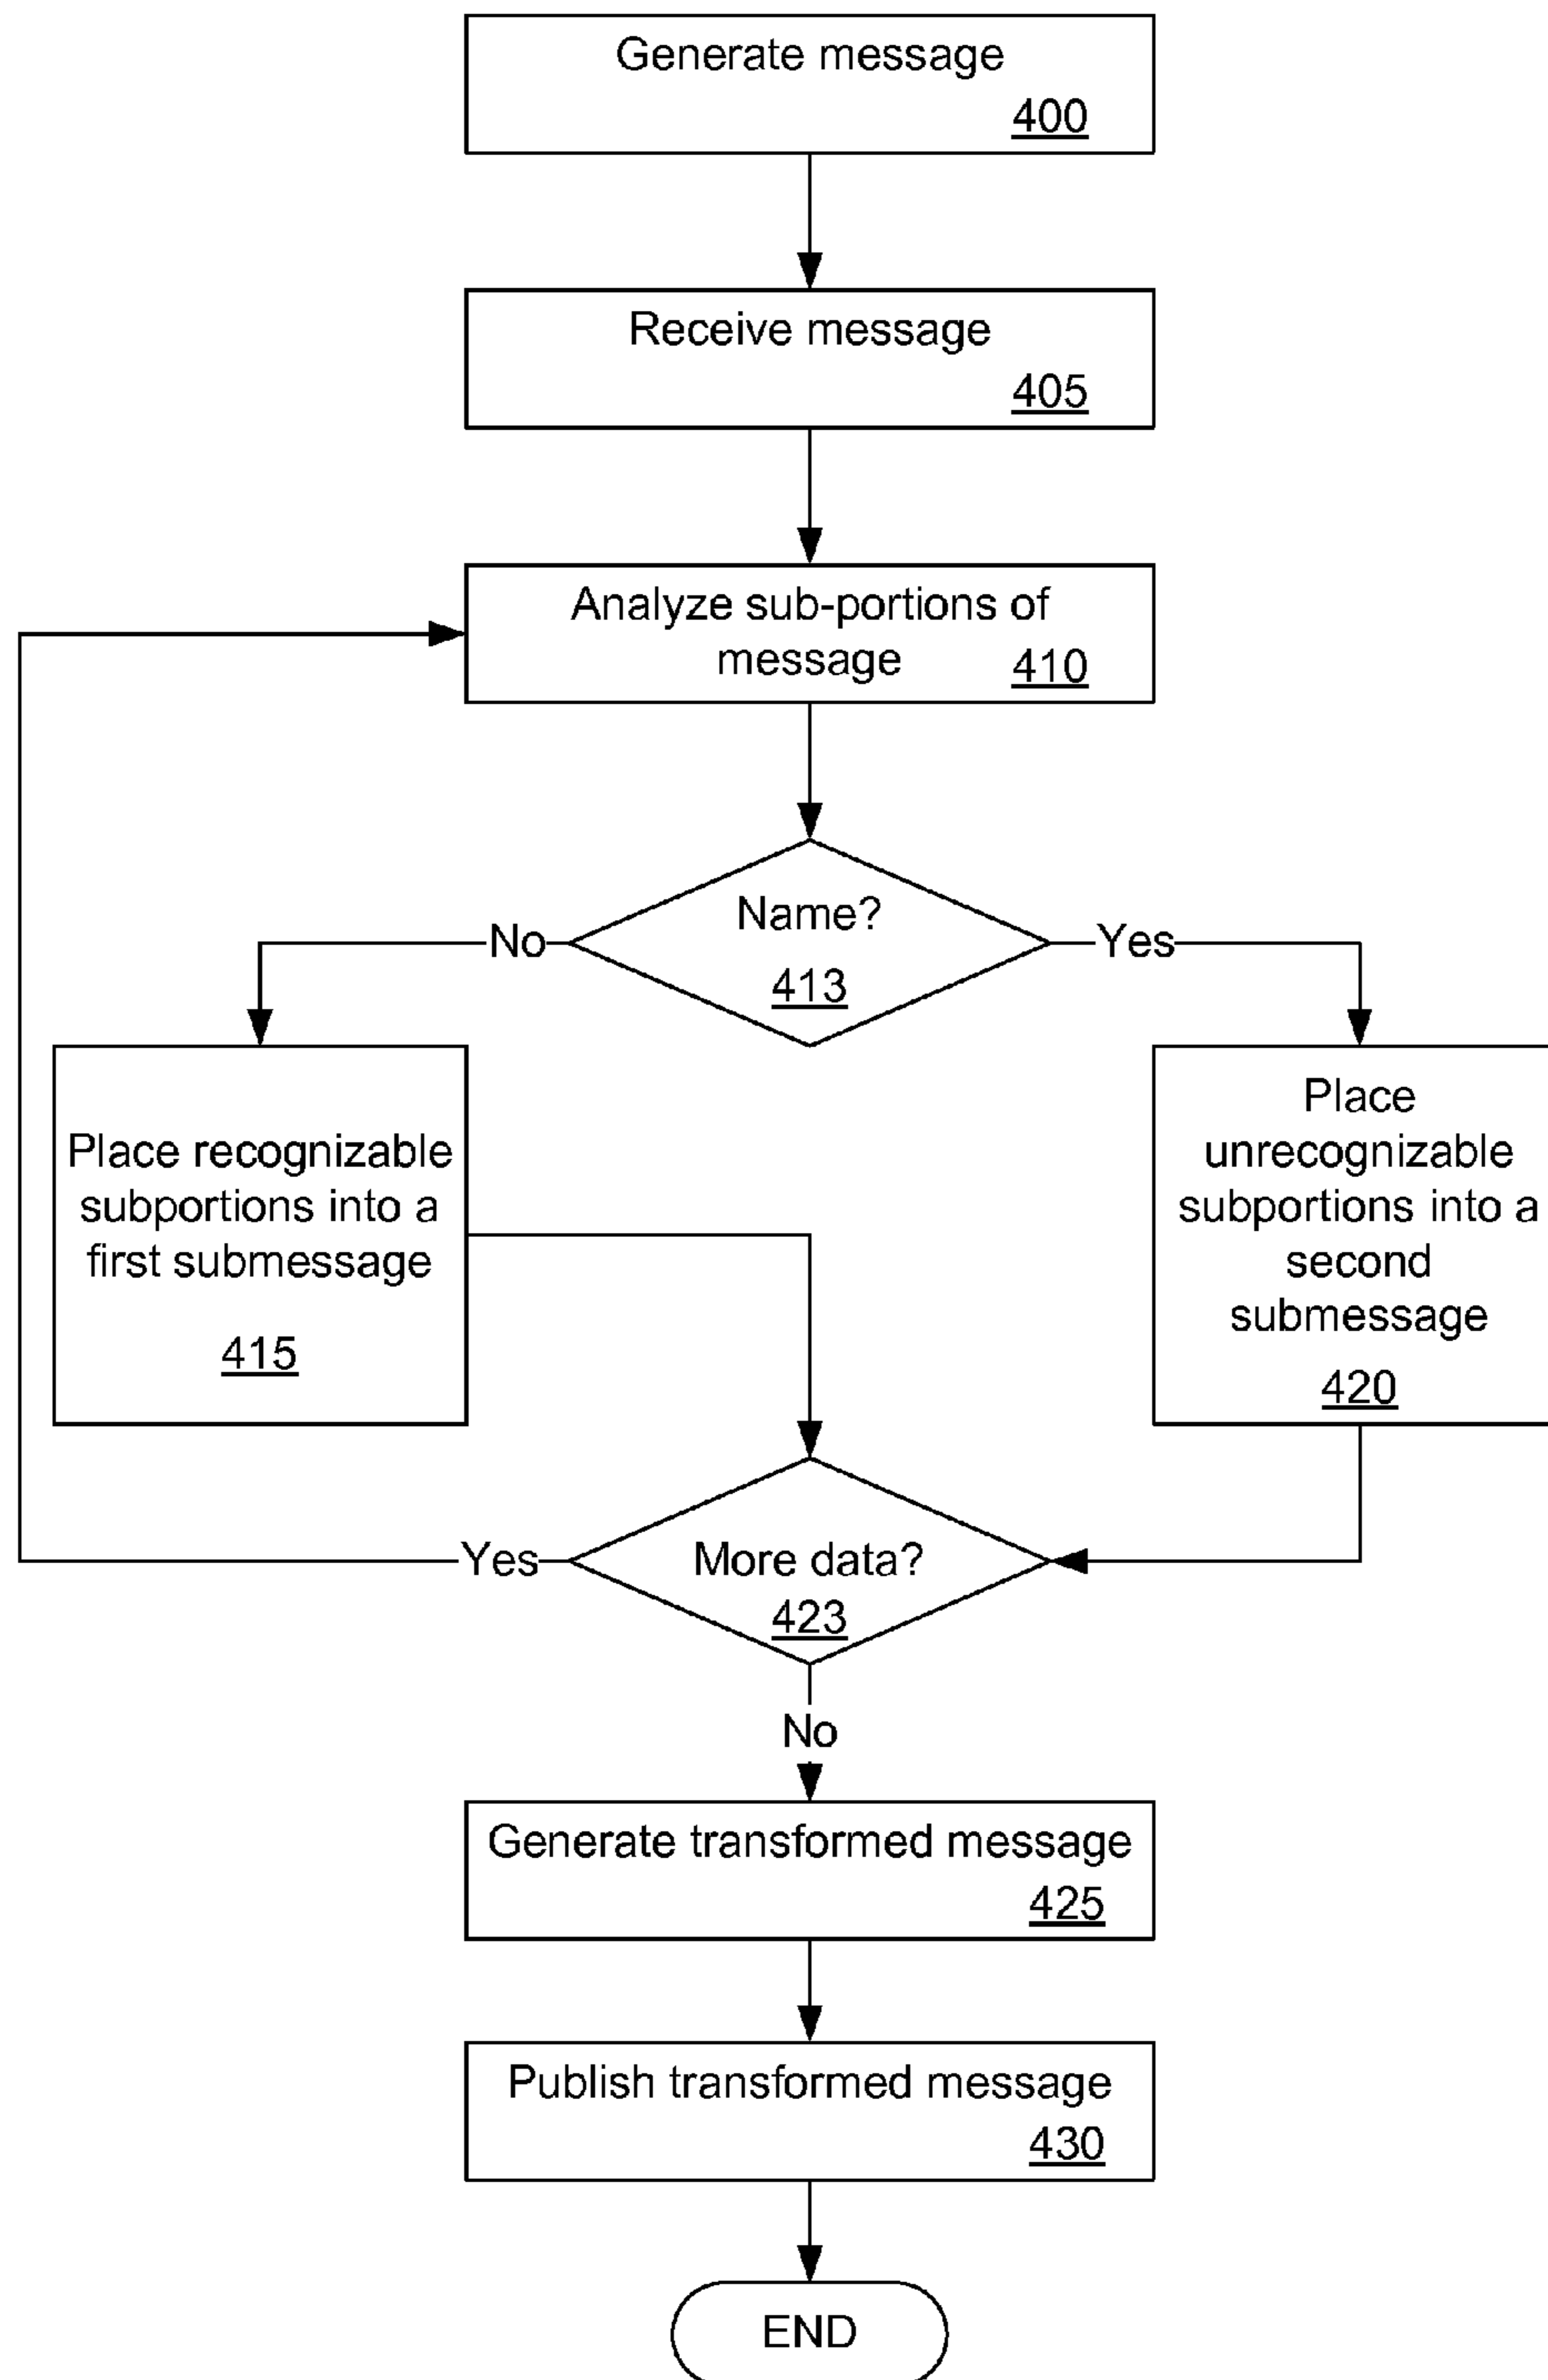 Generate message
400
Receive message
405
Analyze sub-portions of
message 410
Name?
413
No
Yes
Place recognizable
subportions into a
first submessage
415
Place
unrecognizable
subportions into a
second
submessage
420
More data?
423
Yes
No
Generate transformed message
425
Publish transformed message
430
END